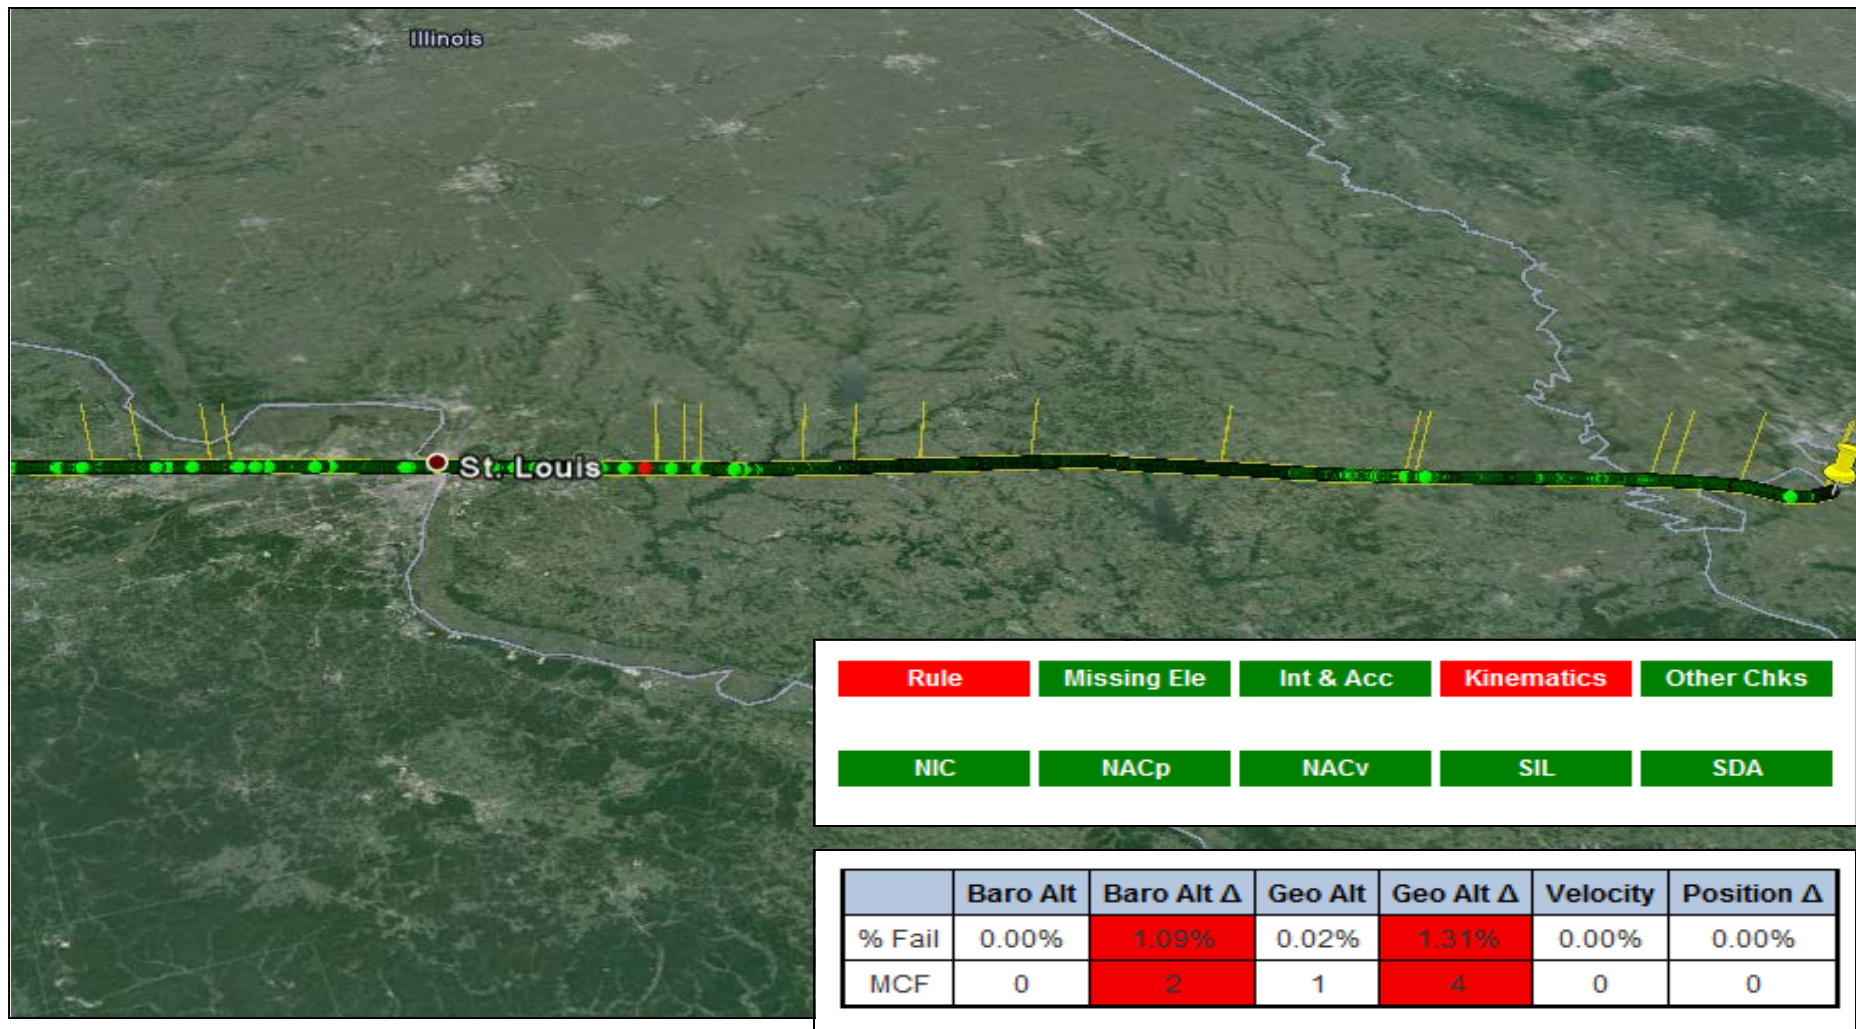 Illinois
St. Louis
Rule Missing Ele Int & Acc Kinematics Other Chks
NIC NACp NACv SIL SDA
Baro Alt Baro Alt Δ Geo Alt Geo Alt Δ Velocity Position Δ
% Fail 0.00% 1.09% 0.02% 1.31% 0.00% 0.00%
MCF 0 2 1 4 0 0